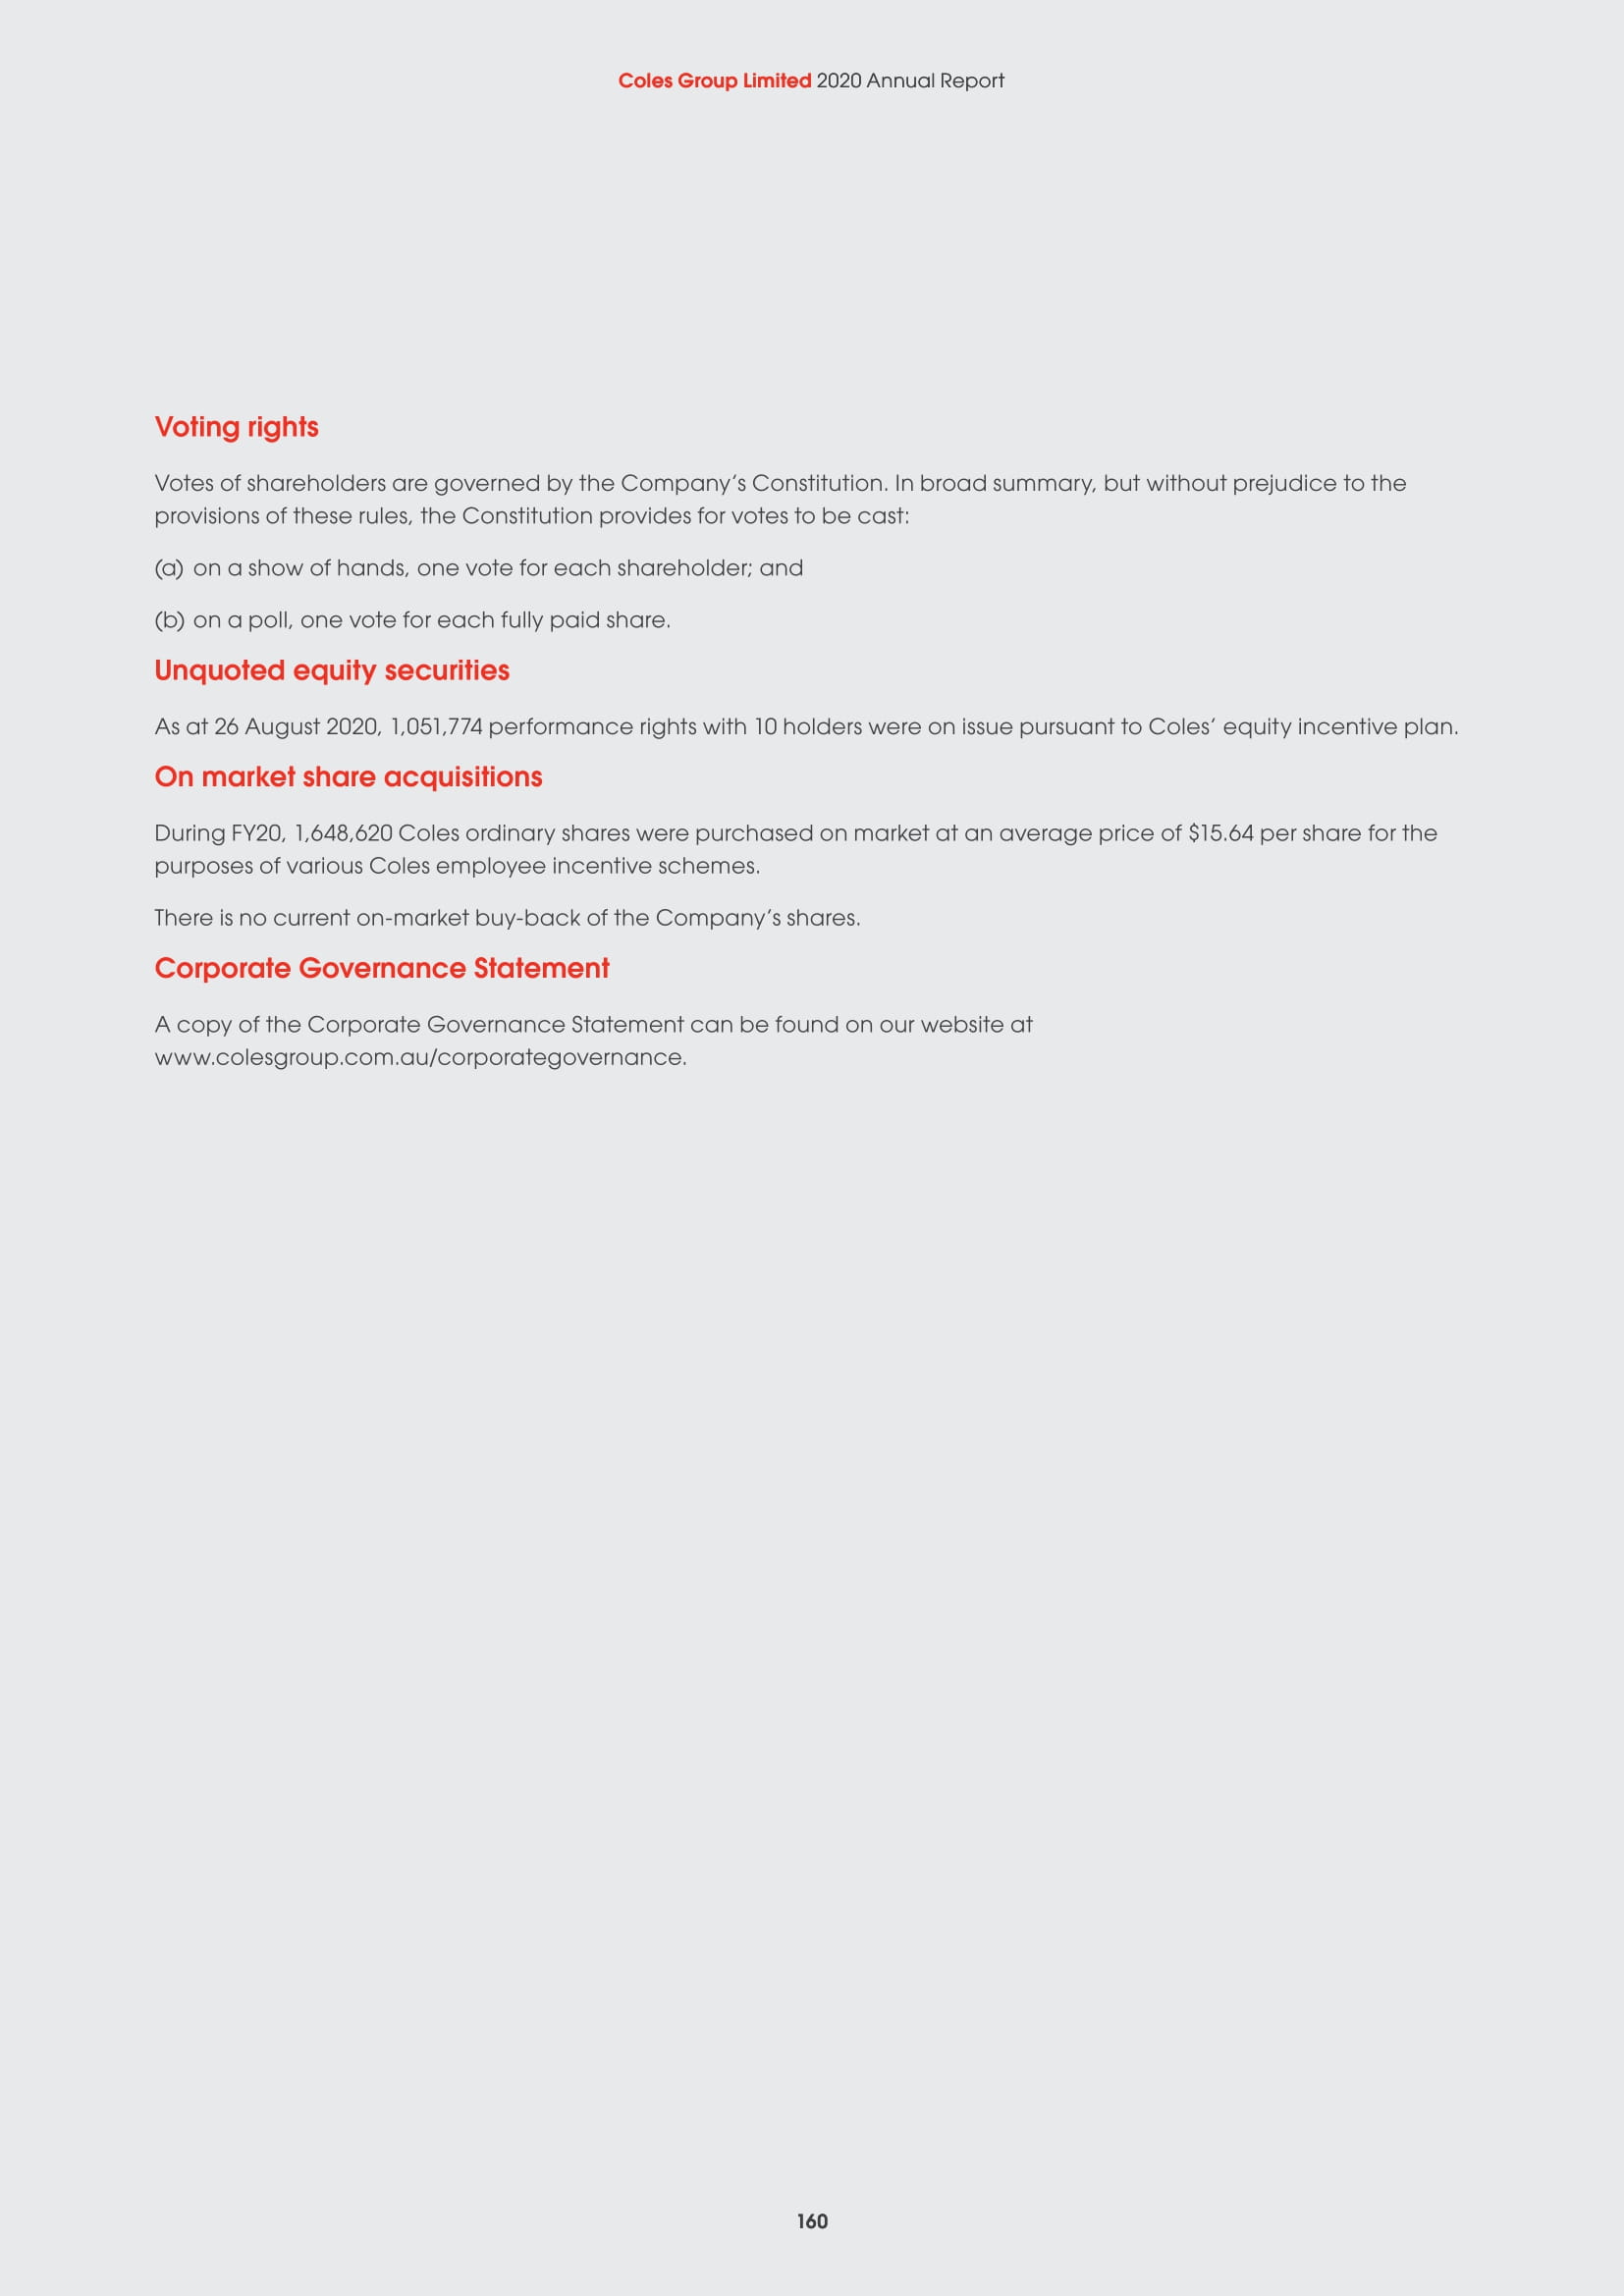 Coles Group Limited 2020 Annual Report
Voting rights
Votes of shareholders are governed by the Company's Constitution. In broad summary, but without prejudice to the
provisions of these rules, the Constitution provides for votes to be cast:
(a) on a show of hands, one vote for each shareholder; and
(b) on a poll, one vote for each fully paid share.
Unquoted equity securities
As at 26 August 2020, 1,051,774 performance rights with 10 holders were on issue pursuant to Coles' equity incentive plan.
On market share acquisitions
During FY20, 1,648,620 Coles ordinary shares were purchased on market at an average price of $15.64 per share for the
purposes of various Coles employee incentive schemes.
There is no current on-market buy-back of the Company's shares.
Corporate Governance Statement
A copy of the Corporate Governance Statement can be found on our website at
www.colesgroup.com.au/corporategovernance.
160